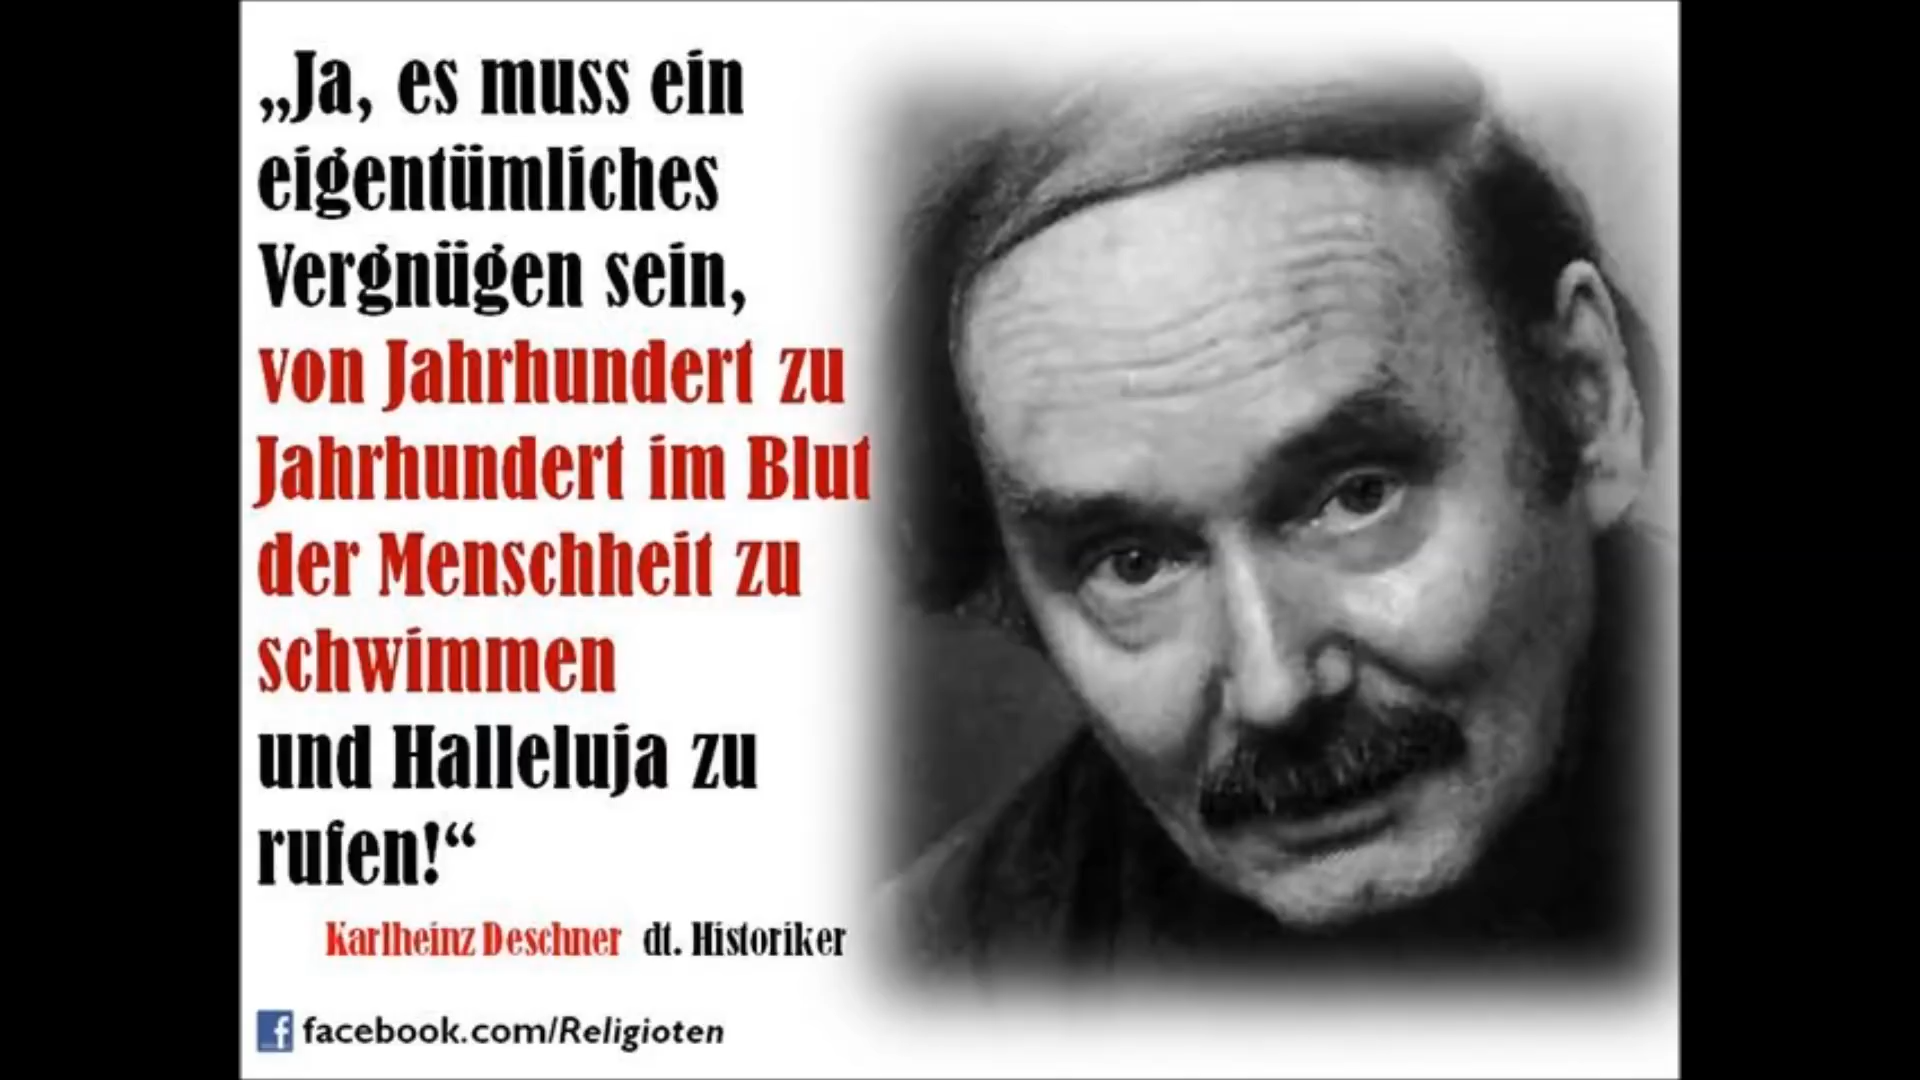 „Ja, es muss ein
eigentümliches
Vergnügen sein,
von Jahrhundert zu
Jahrhundert im Blut
der Menschheit zu
schwimmen
und Halleluja zu
rufen!“
Karlheinz Deschner dt. Historiker
f facebook.com/Religioten